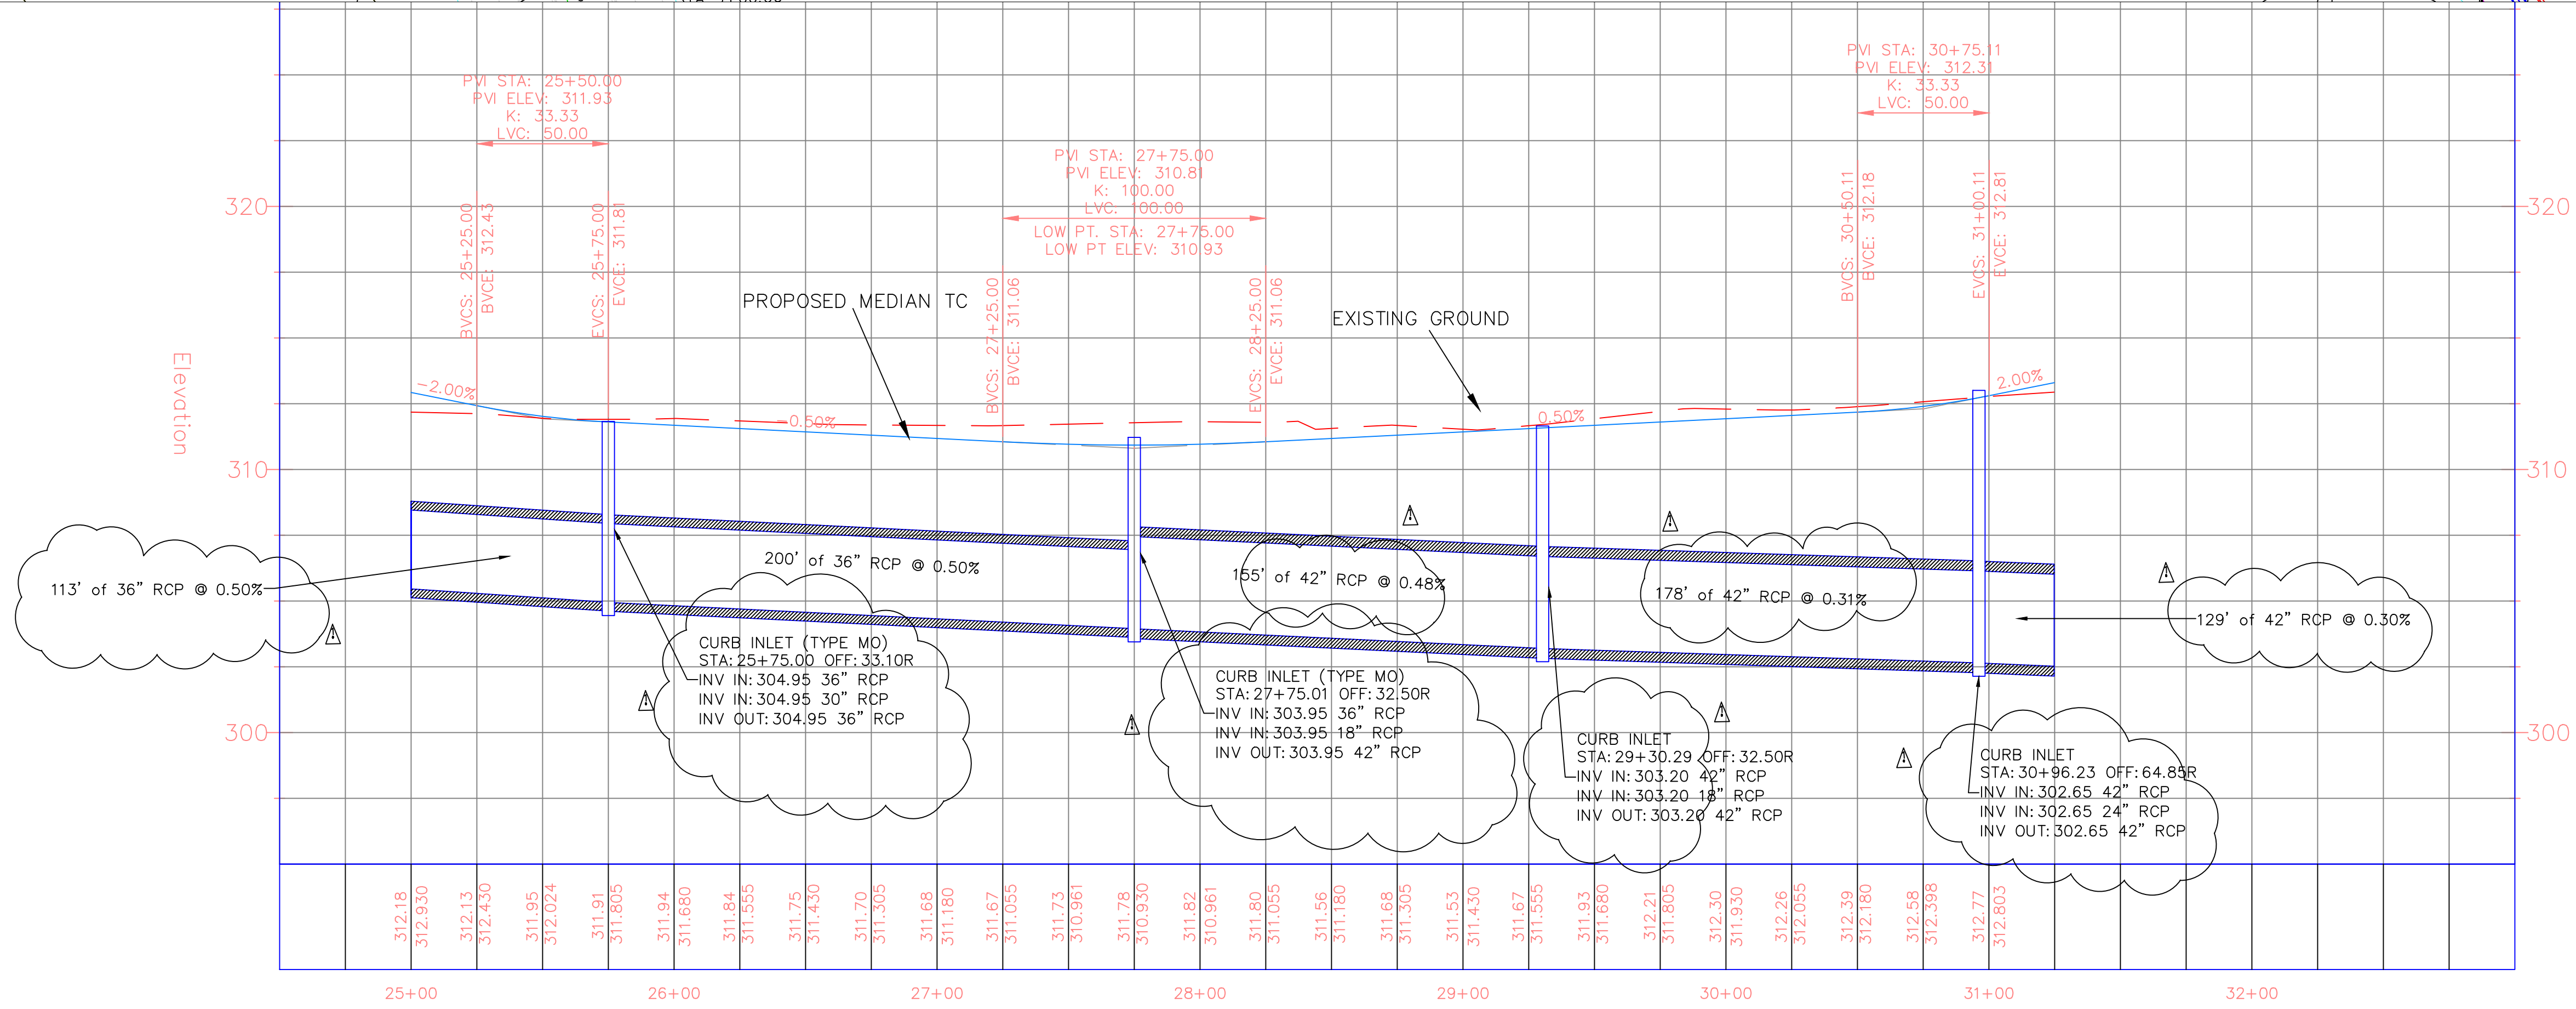 PVI STA: 25+50.00
PVI ELEV: 311.93
K: 33.33
LVC: 50.00
BVCS: 25+25.00
BVCE: 312.43
EVCS: 25+75.00
EVCE: 311.81
PVI STA: 27+75.00
PVI ELEV: 310.81
K: 100.00
LVC: 100.00
LOW PT. STA: 27+75.00
LOW PT ELEV: 310.93
BVCS: 27+25.00
BVCE: 311.06
EVCS: 28+25.00
EVCE: 311.06
PVI STA: 30+75.11
PVI ELEV: 312.31
K: 33.33
LVC: 50.00
BVCS: 30+50.11
BVCE: 312.18
EVCS: 31+00.11
EVCE: 312.81
320
320
PROPOSED MEDIAN TC
EXISTING GROUND
Elevation
-2.00%
-0.50%
0.50%
2.00%
310
310
113' of 36" RCP @ 0.50%
200' of 36" RCP @ 0.50%
155' of 42" RCP @ 0.48%
178' of 42" RCP @ 0.31%
129' of 42" RCP @ 0.30%
CURB INLET (TYPE MO)
STA: 25+75.00 OFF: 33.10R
INV IN: 304.95 36" RCP
INV IN: 304.95 30" RCP
INV OUT: 304.95 36" RCP
CURB INLET (TYPE MO)
STA: 27+75.01 OFF: 32.50R
INV IN: 303.95 36" RCP
INV IN: 303.95 18" RCP
INV OUT: 303.95 42" RCP
CURB INLET
STA: 29+30.29 OFF: 32.50R
INV IN: 303.20 42" RCP
INV IN: 303.20 18" RCP
INV OUT: 303.20 42" RCP
CURB INLET
STA: 30+96.23 OFF: 64.85R
INV IN: 302.65 42" RCP
INV IN: 302.65 24" RCP
INV OUT: 302.65 42" RCP
300
300
312.18
312.930
312.13
312.430
311.95
312.024
311.91
311.805
311.94
311.680
311.84
311.555
311.75
311.430
311.70
311.305
311.68
311.180
311.67
311.055
311.73
310.961
311.78
310.930
311.82
310.961
311.80
311.055
311.56
311.180
311.68
311.305
311.53
311.430
311.67
311.555
311.93
311.680
312.21
311.805
312.30
311.930
312.26
312.055
312.39
312.180
312.58
312.398
312.77
312.803
25+00
26+00
27+00
28+00
29+00
30+00
31+00
32+00